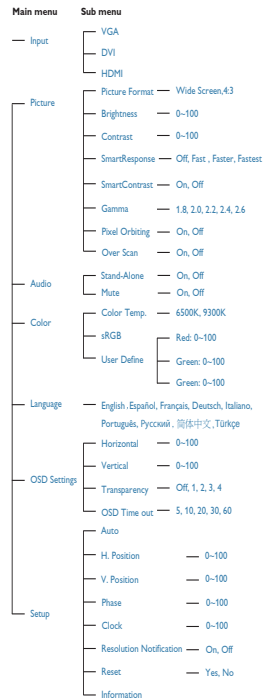 Main menu Sub menu
Input
VGA
DVI
HDMI
Picture
Picture Format Wide Screen,4:3
Brightness 0~100
Contrast 0~100
SmartResponse Off, Fast , Faster, Fastest
SmartContrast On, Off
Gamma 1.8, 2.0, 2.2, 2.4, 2.6
Pixel Orbiting On, Off
Over Scan On, Off
Audio
Stand-Alone On, Off
Mute On, Off
Color
Color Temp. 6500K, 9300K
sRGB
User Define
Red: 0~100
Green: 0~100
Green: 0~100
Language
English ,Español, Français, Deutsch, Italiano,
Português, Русский , 简体中文 ,Türkçe
OSD Settings
Horizontal 0~100
Vertical 0~100
Transparency Off, 1, 2, 3, 4
OSD Time out 5, 10, 20, 30, 60
Setup
Auto
H. Position 0~100
V. Position 0~100
Phase 0~100
Clock 0~100
Resolution Notification On, Off
Reset Yes, No
Information